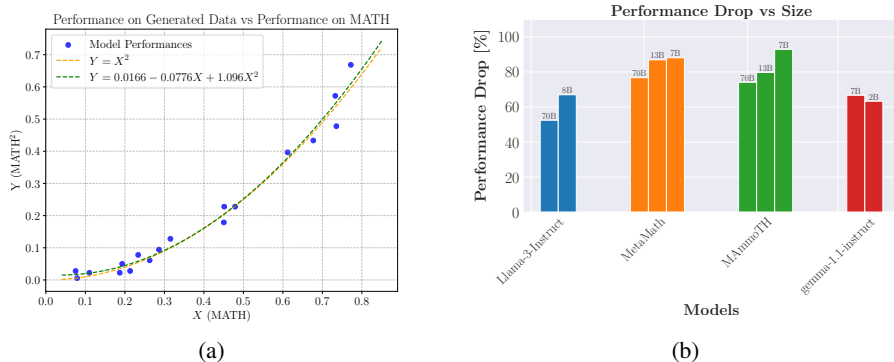 Performance on Generated Data vs Performance on MATH
Y (MATH²)
0.7
0.6
0.5
0.4
0.3
0.2
0.1
0.0
Model Performances
Y = X²
Y = 0.0166 − 0.0776X + 1.096X²
0.0 0.1 0.2 0.3 0.4 0.5 0.6 0.7 0.8
X (MATH)
(a)
Performance Drop vs Size
Performance Drop [%]
100
80
60
40
20
0
70B 8B
70B 13B 7B
70B 13B 7B
7B 2B
Llama-3-Instruct
MetaMath
MAmmoTH
gemma-1.1-instruct
Models
(b)